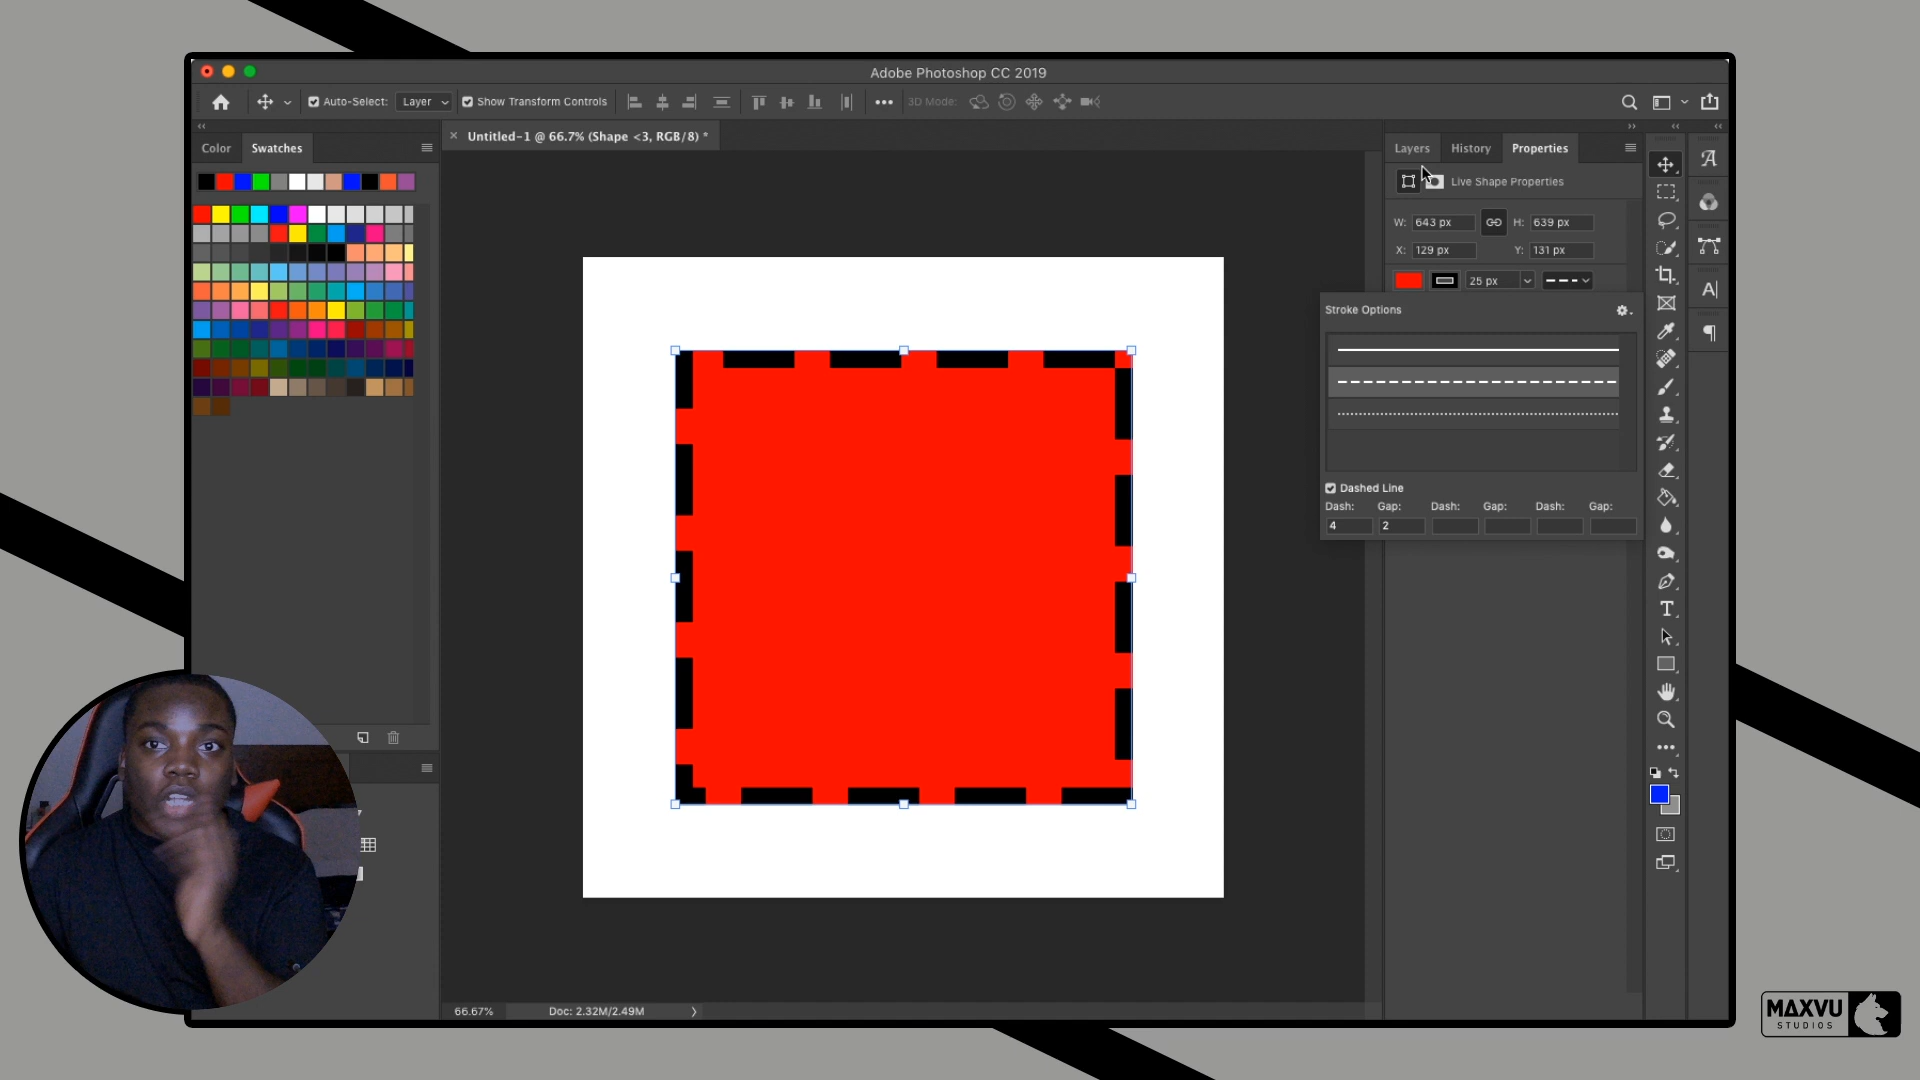 Adobe Photoshop CC 2019
Auto-Select: Layer Show Transform Controls 3D Mode:
Untitled-1 @ 66.7% (Shape <3, RGB/8) *
Color Swatches
Layers History Properties
Live Shape Properties
W: 643 px H: 639 px
X: 129 px Y: 131 px
25 px
Stroke Options
Dashed Line
Dash: Gap: Dash: Gap: Dash: Gap:
4 2
66.67% Doc: 2.32M/2.49M
MAXVU
STUDIOS